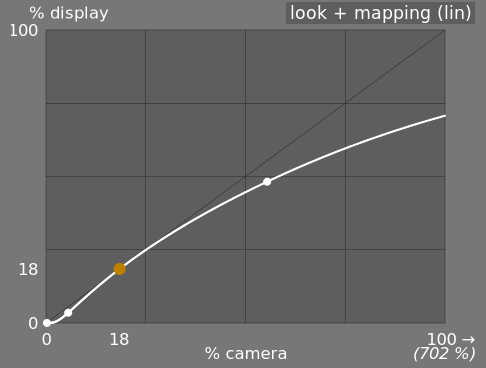 % display
look + mapping (lin)
100
18
0
0
18
100 →
% camera
(702 %)